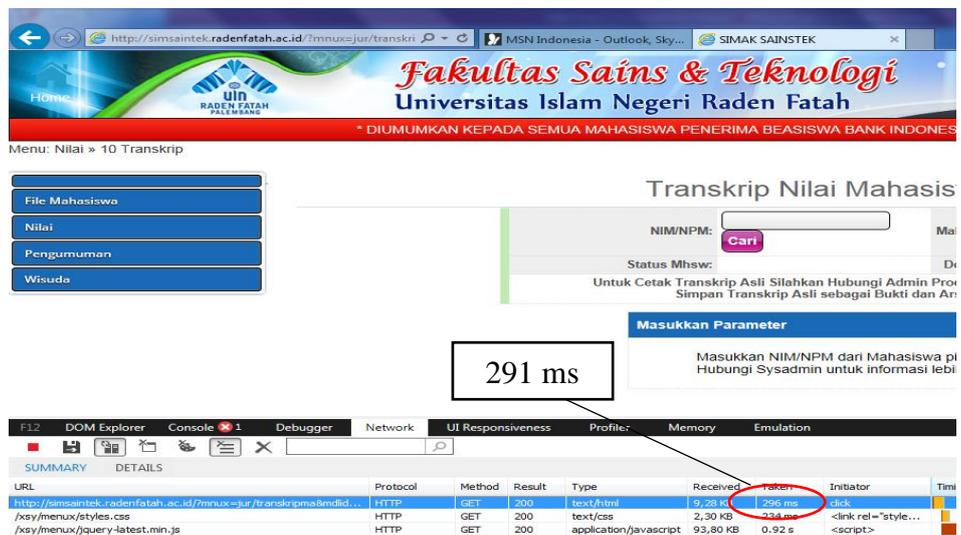 http://simsaintek.radenfatah.ac.id/?mnux=jur/transkri
MSN Indonesia - Outlook, Sky...
SIMAK SAINSTEK
Home
UIN
RADEN FATAH
PALEMBANG
Fakultas Sains & Teknologi
Universitas Islam Negeri Raden Fatah
* DIUMUMKAN KEPADA SEMUA MAHASISWA PENERIMA BEASISWA BANK INDONES
Menu: Nilai » 10 Transkrip
File Mahasiswa
Nilai
Pengumuman
Wisuda
Transkrip Nilai Mahasis
NIM/NPM:
Cari
Status Mhsw:
Untuk Cetak Transkrip Asli Silahkan Hubungi Admin
Simpan Transkrip Asli sebagai Bukti dan
Masukkan Parameter
Masukkan NIM/NPM dari Mahasiswa
Hubungi Sysadmin untuk informasi
291 ms
F12 DOM Explorer Console 1 Debugger Network UI Responsiveness Profiler Memory Emulation
SUMMARY DETAILS
URL Protocol Method Result Type Received Taken Initiator
http://simsaintek.radenfatah.ac.id/?mnux=jur/transkripma&mdlid... HTTP GET 200 text/html 9,28 KB 296 ms click
/xsy/menux/styles.css HTTP GET 200 text/css 2,30 KB 234 ms <link rel="style...
/xsy/menux/jquery-latest.min.js HTTP GET 200 application/javascript 93,80 KB 0.92 s <script>